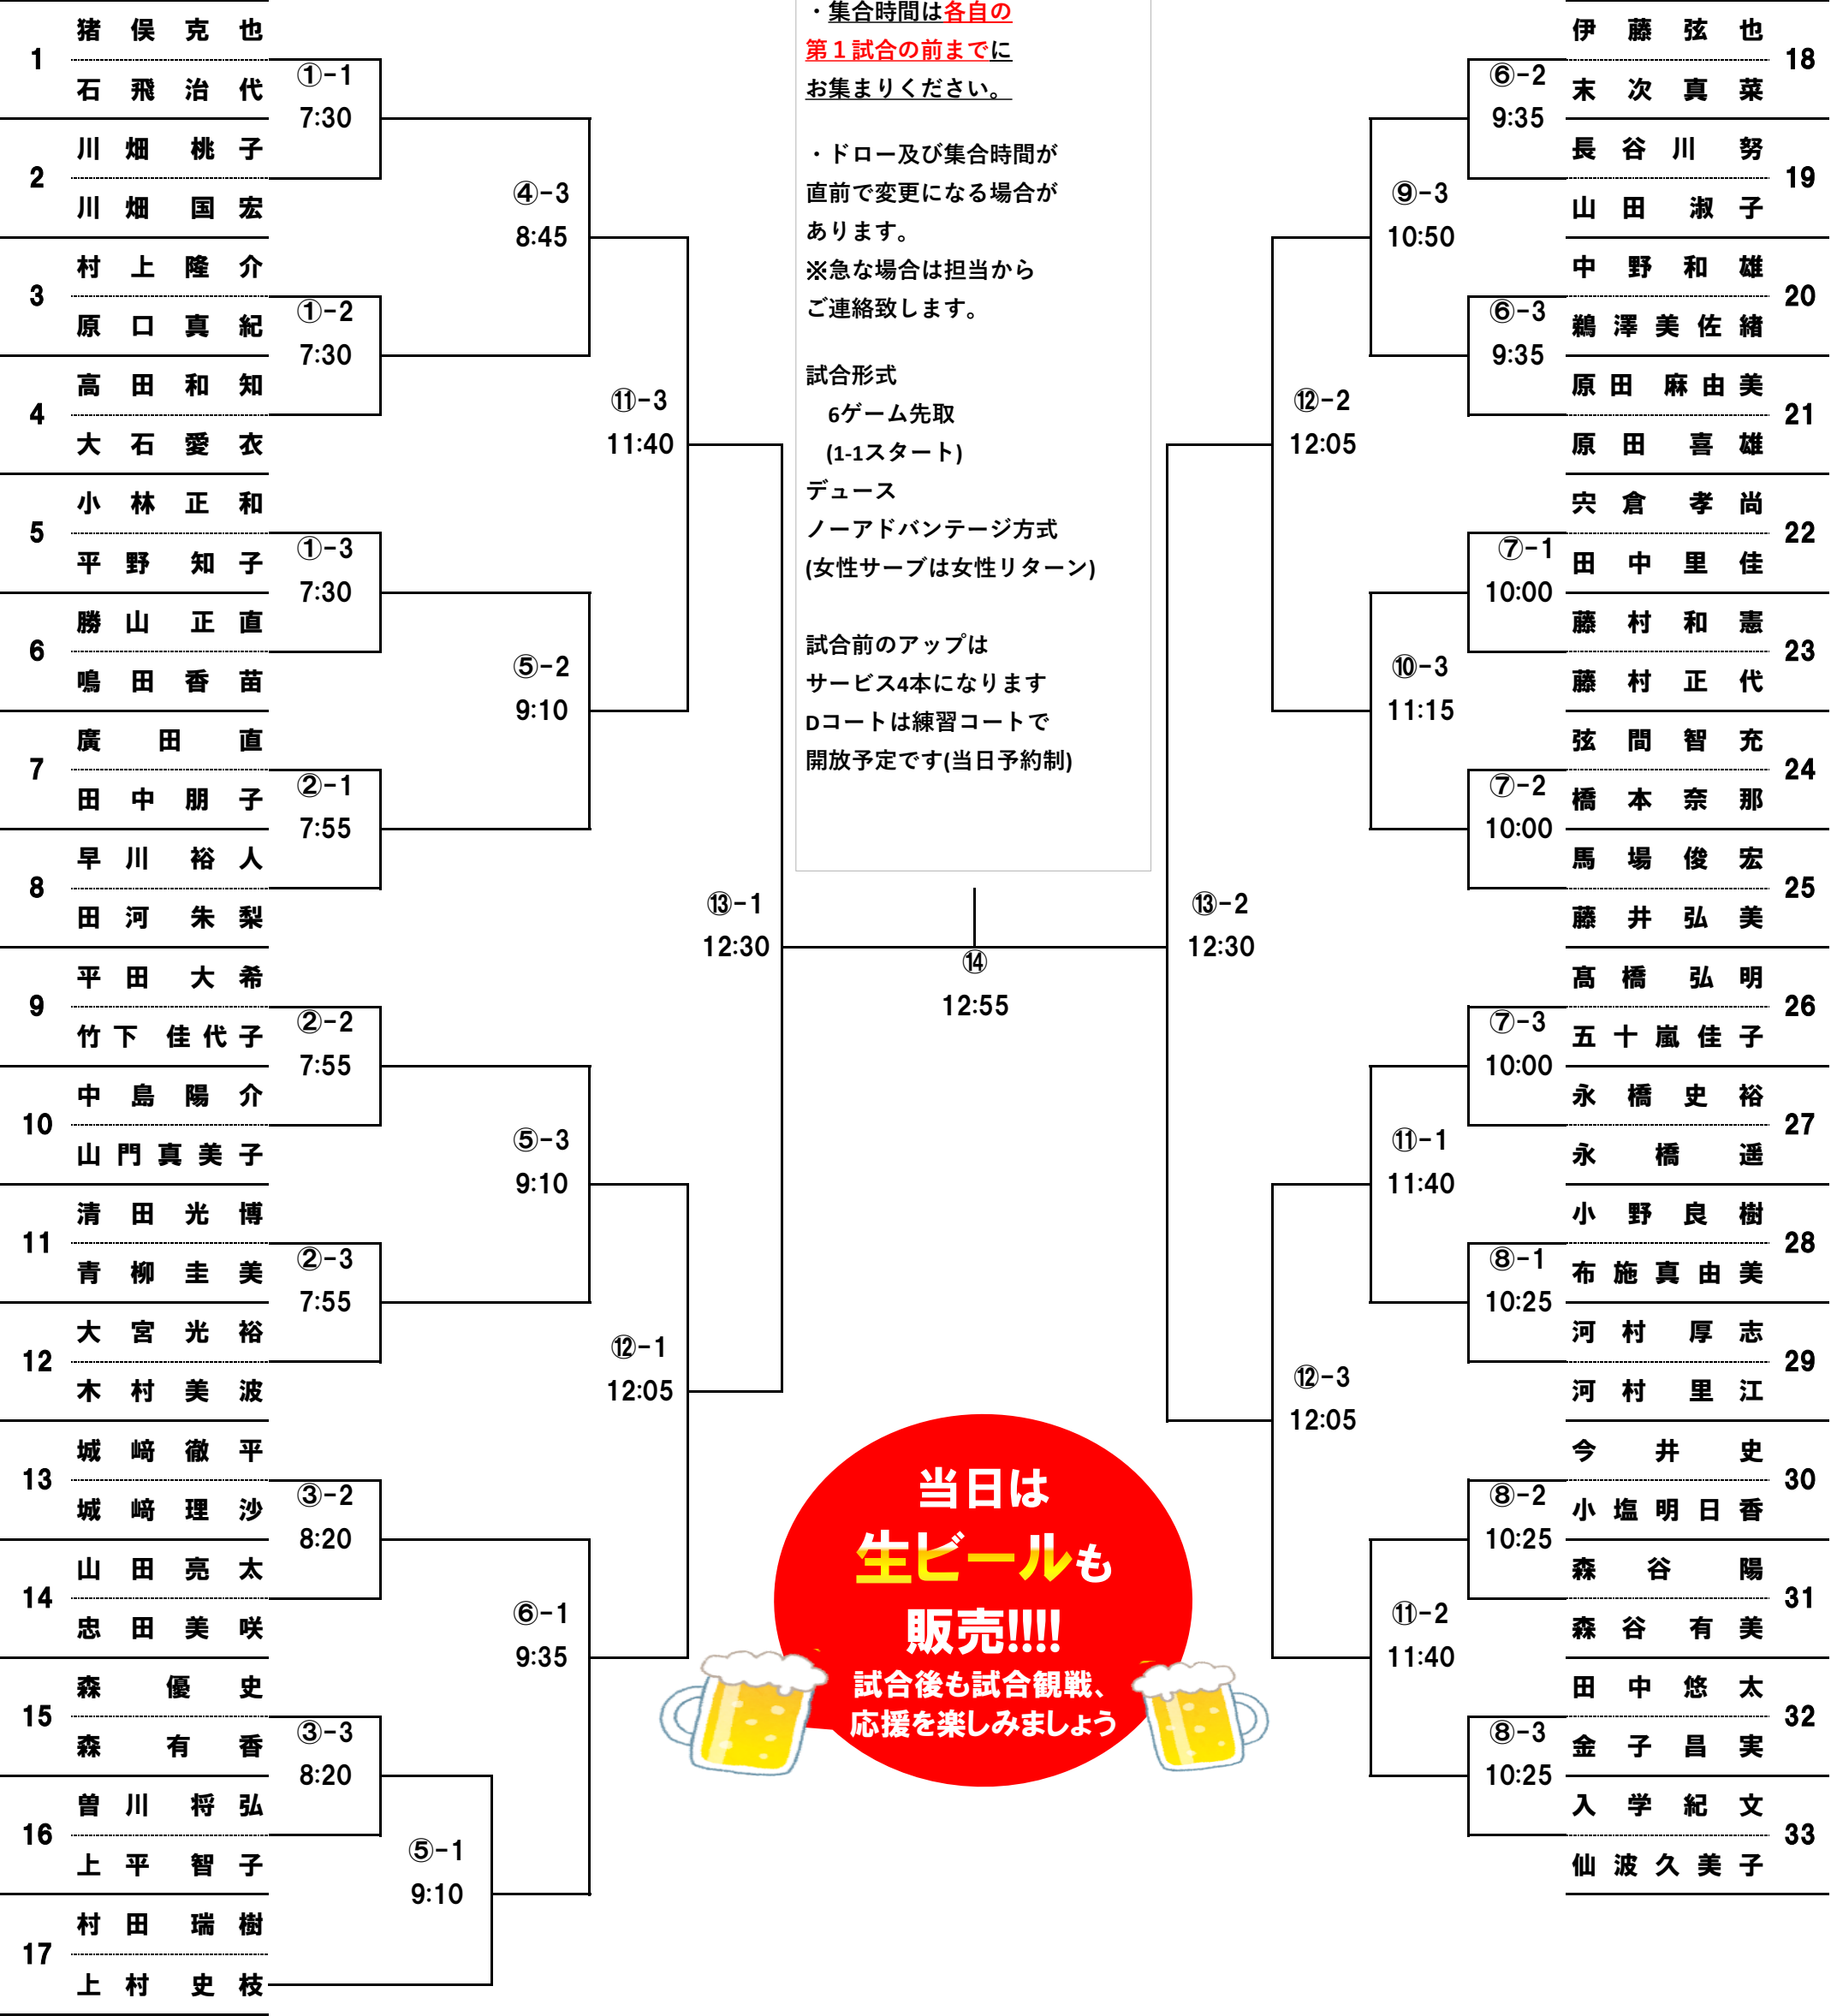 1
猪俣克也
石飛治代
2
川畑桃子
川畑国宏
3
村上隆介
原口真紀
4
高田和知
大石愛衣
5
小林正和
平野知子
6
勝山正直
鳴田香苗
7
廣田直
田中朋子
8
早川裕人
田河朱梨
9
平田大希
竹下佳代子
10
中島陽介
山門真美子
11
清田光博
青柳圭美
12
大宮光裕
木村美波
13
城﨑徹平
城﨑理沙
14
山田亮太
忠田美咲
15
森優史
森有香
16
曽川将弘
上平智子
17
村田瑞樹
上村史枝
①-1
7:30
①-2
7:30
①-3
7:30
②-1
7:55
②-2
7:55
②-3
7:55
③-2
8:20
③-3
8:20
⑤-1
9:10
④-3
8:45
⑤-2
9:10
⑤-3
9:10
⑥-1
9:35
⑪-3
11:40
⑫-1
12:05
⑬-1
12:30
・集合時間は各自の
第１試合の前までに
お集まりください。
・ドロー及び集合時間が
直前で変更になる場合が
あります。
※急な場合は担当から
ご連絡致します。
試合形式
6ゲーム先取
(1-1スタート)
デュース
ノーアドバンテージ方式
(女性サーブは女性リターン)
試合前のアップは
サービス4本になります
Dコートは練習コートで
開放予定です(当日予約制)
⑭
12:55
当日は
生ビールも
販売!!!!
試合後も試合観戦、
応援を楽しみましょう
⑬-2
12:30
⑫-2
12:05
⑫-3
12:05
⑨-3
10:50
⑩-3
11:15
⑪-1
11:40
⑪-2
11:40
⑥-2
9:35
⑥-3
9:35
⑦-1
10:00
⑦-2
10:00
⑦-3
10:00
⑧-1
10:25
⑧-2
10:25
⑧-3
10:25
伊藤弦也
末次真菜
18
長谷川努
山田淑子
19
中野和雄
鵜澤美佐緒
20
原田麻由美
原田喜雄
21
宍倉孝尚
田中里佳
22
藤村和憲
藤村正代
23
弦間智充
橋本奈那
24
馬場俊宏
藤井弘美
25
髙橋弘明
五十嵐佳子
26
永橋史裕
永橋遥
27
小野良樹
布施真由美
28
河村厚志
河村里江
29
今井史
小塩明日香
30
森谷陽
森谷有美
31
田中悠太
金子昌実
32
入学紀文
仙波久美子
33